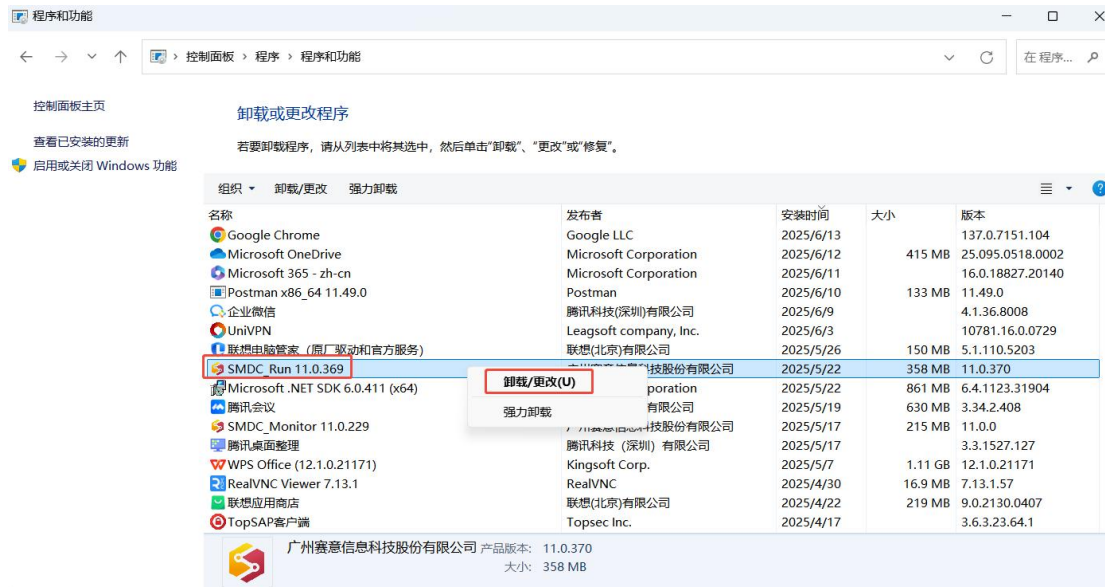 程序和功能
控制面板 › 程序 › 程序和功能
在 程序...
控制面板主页
卸载或更改程序
查看已安装的更新
若要卸载程序，请从列表中将其选中，然后单击"卸载"、"更改"或"修复"。
启用或关闭 Windows 功能
组织 卸载/更改 强力卸载
名称 发布者 安装时间 大小 版本
Google Chrome Google LLC 2025/6/13 137.0.7151.104
Microsoft OneDrive Microsoft Corporation 2025/6/12 415 MB 25.095.0518.0002
Microsoft 365 - zh-cn Microsoft Corporation 2025/6/11 16.0.18827.20140
Postman x86_64 11.49.0 Postman 2025/6/10 133 MB 11.49.0
企业微信 腾讯科技(深圳)有限公司 2025/6/9 4.1.36.8008
UniVPN Leagsoft company, Inc. 2025/6/3 10781.16.0.0729
联想电脑管家（原厂驱动和官方服务） 联想(北京)有限公司 2025/5/26 150 MB 5.1.110.5203
SMDC_Run 11.0.369 技股份有限公司 2025/5/22 358 MB 11.0.370
卸载/更改(U)
Microsoft .NET SDK 6.0.411 (x64) poration 2025/5/22 861 MB 6.4.1123.31904
腾讯会议 有限公司 2025/5/19 630 MB 3.34.2.408
强力卸载
SMDC_Monitor 11.0.229 技股份有限公司 2025/5/17 215 MB 11.0.0
腾讯桌面整理 腾讯科技（深圳）有限公司 2025/5/17 3.3.1527.127
WPS Office (12.1.0.21171) Kingsoft Corp. 2025/5/7 1.11 GB 12.1.0.21171
RealVNC Viewer 7.13.1 RealVNC 2025/4/30 16.9 MB 7.13.1.57
联想应用商店 联想(北京)有限公司 2025/4/22 219 MB 9.0.2130.0407
TopSAP客户端 Topsec Inc. 2025/4/17 3.6.3.23.64.1
广州赛意信息科技股份有限公司 产品版本: 11.0.370
大小: 358 MB